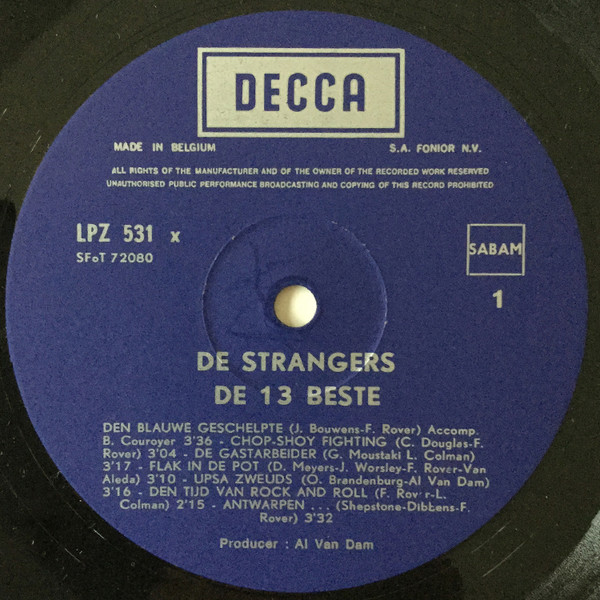 DECCA
MADE IN BELGIUM S.A. FONIOR N.V.
ALL RIGHTS OF THE MANUFACTURER AND OF THE OWNER OF THE RECORDED WORK RESERVED
UNAUTHORISED PUBLIC PERFORMANCE BROADCASTING AND COPYING OF THIS RECORD PROHIBITED
LPZ 531 x
SFoT 72080
SABAM
1
DE STRANGERS
DE 13 BESTE
DEN BLAUWE GESCHELPTE (J. Bouwens-F. Rover) Accomp.
B. Couroyer 3'36 - CHOP-SHOY FIGHTING (C. Douglas-F.
Rover) 3'04 - DE GASTARBEIDER (G. Moustaki L. Colman)
3'17 - FLAK IN DE POT (D. Meyers-J. Worsley-F. Rover-Van
Aleda) 3'10 - UPSA ZWEUDS (O. Brandenburg-Al Van Dam)
3'16 - DEN TIJD VAN ROCK AND ROLL (F. Rover-L.
Colman) 2'15 - ANTWARPEN ... (Shepstone-Dibbens-F.
Rover) 3'32
Producer : Al Van Dam